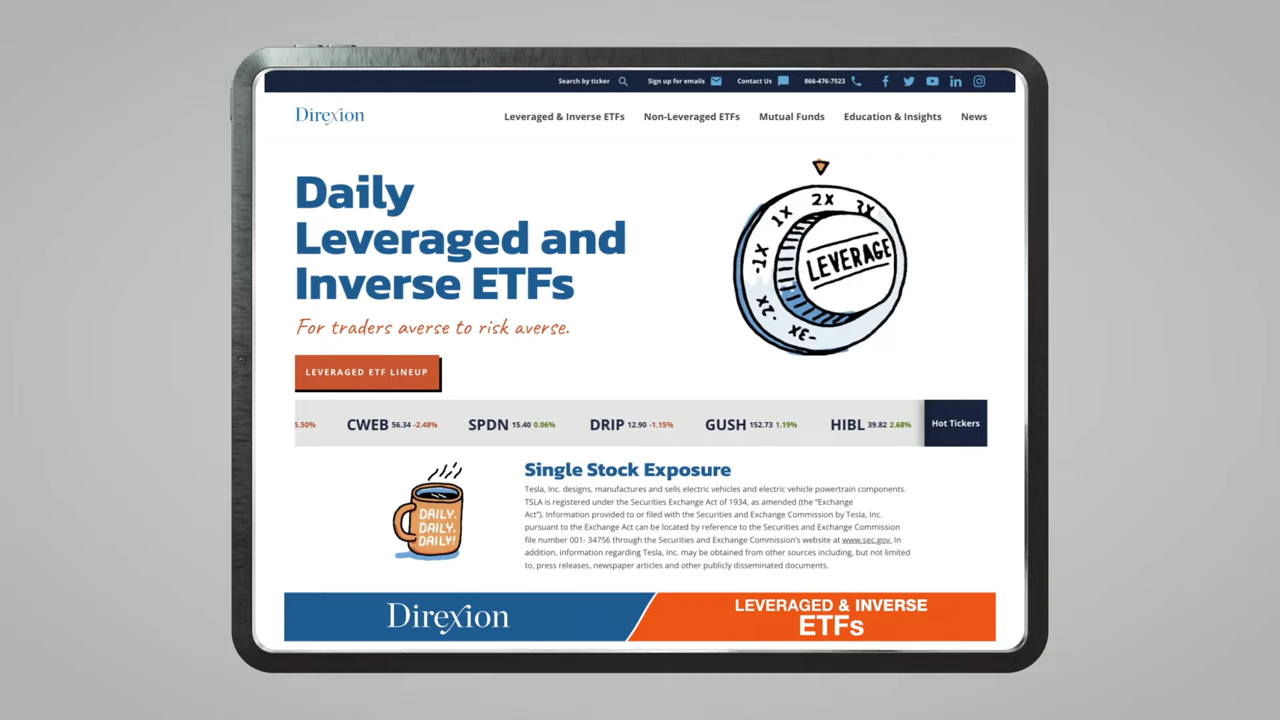 Search by ticker
Sign up for emails
Contact Us
866-476-7523
Direxion
Leveraged & Inverse ETFs
Non-Leveraged ETFs
Mutual Funds
Education & Insights
News
Daily
Leveraged and
Inverse ETFs
For traders averse to risk averse.
LEVERAGED ETF LINEUP
-3X
-2X
-1X
1X
2X
3X
LEVERAGE
5.50%
CWEB 56.34 -2.48%
SPDN 15.40 0.06%
DRIP 12.90 -1.15%
GUSH 152.73 1.19%
HIBL 39.82 2.68%
Hot Tickers
DAILY.
DAILY.
DAILY!
Single Stock Exposure
Tesla, Inc. designs, manufactures and sells electric vehicles and electric vehicle powertrain components.
TSLA is registered under the Securities Exchange Act of 1934, as amended (the “Exchange
Act”). Information provided to or filed with the Securities and Exchange Commission by Tesla, Inc.
pursuant to the Exchange Act can be located by reference to the Securities and Exchange Commission
file number 001- 34756 through the Securities and Exchange Commission’s website at www.sec.gov. In
addition, information regarding Tesla, Inc. may be obtained from other sources including, but not limited
to, press releases, newspaper articles and other publicly disseminated documents.
Direxion
LEVERAGED & INVERSE
ETFs